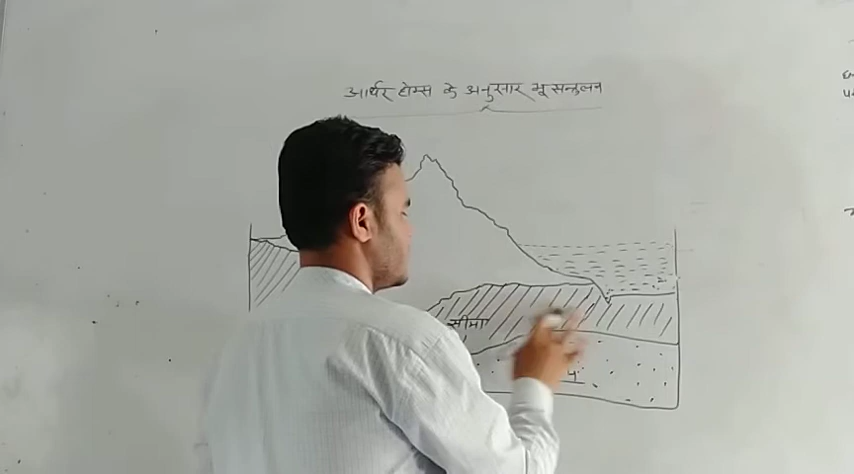 आर्थर होम्स के अनुसार भू सन्तुलन
सीमा